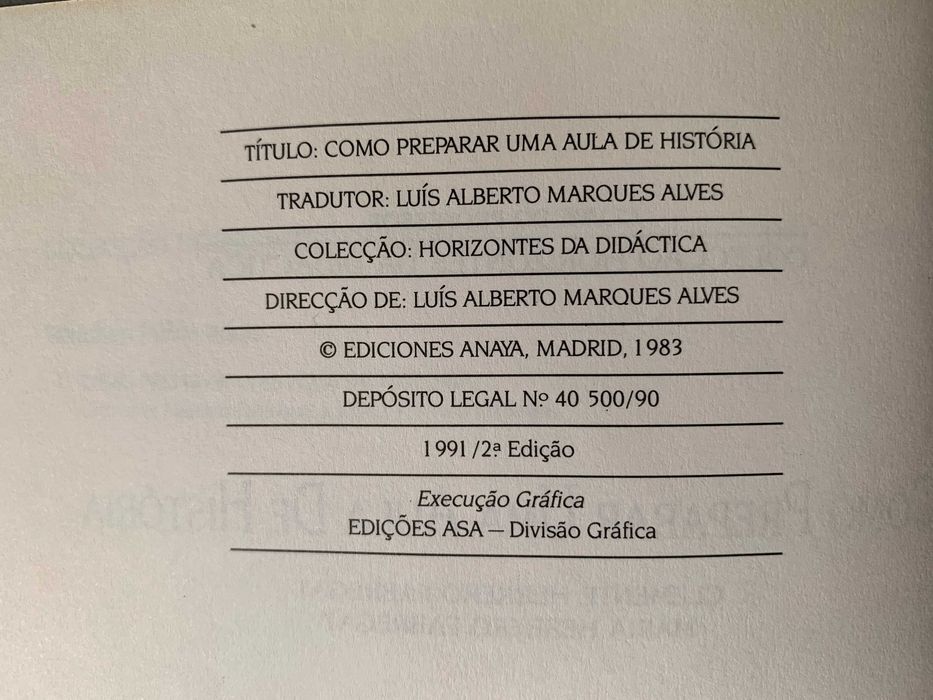 TÍTULO: COMO PREPARAR UMA AULA DE HISTÓRIA
TRADUTOR: LUÍS ALBERTO MARQUES ALVES
COLECÇÃO: HORIZONTES DA DIDÁCTICA
DIRECÇÃO DE: LUÍS ALBERTO MARQUES ALVES
© EDICIONES ANAYA, MADRID, 1983
DEPÓSITO LEGAL Nº 40 500/90
1991/2ª Edição
Execução Gráfica
EDIÇÕES ASA — Divisão Gráfica